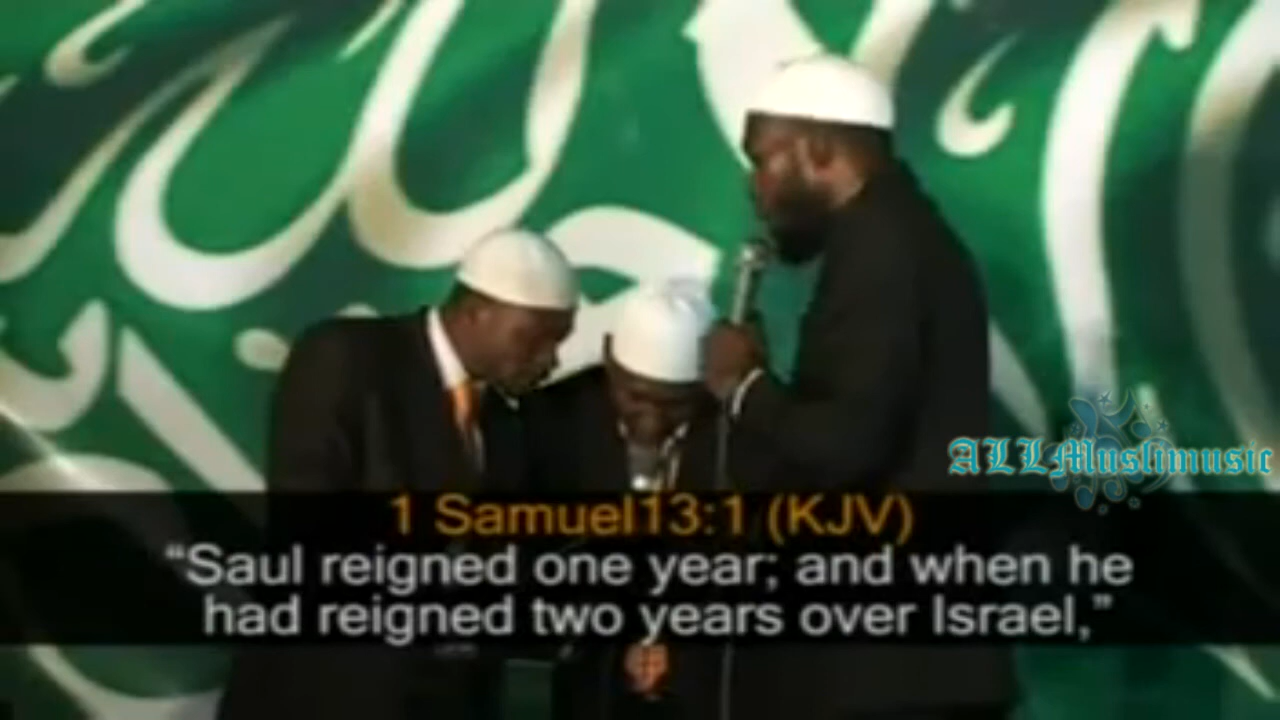 ALLMuslimusic
1 Samuel13:1 (KJV)
“Saul reigned one year; and when he
had reigned two years over Israel,”